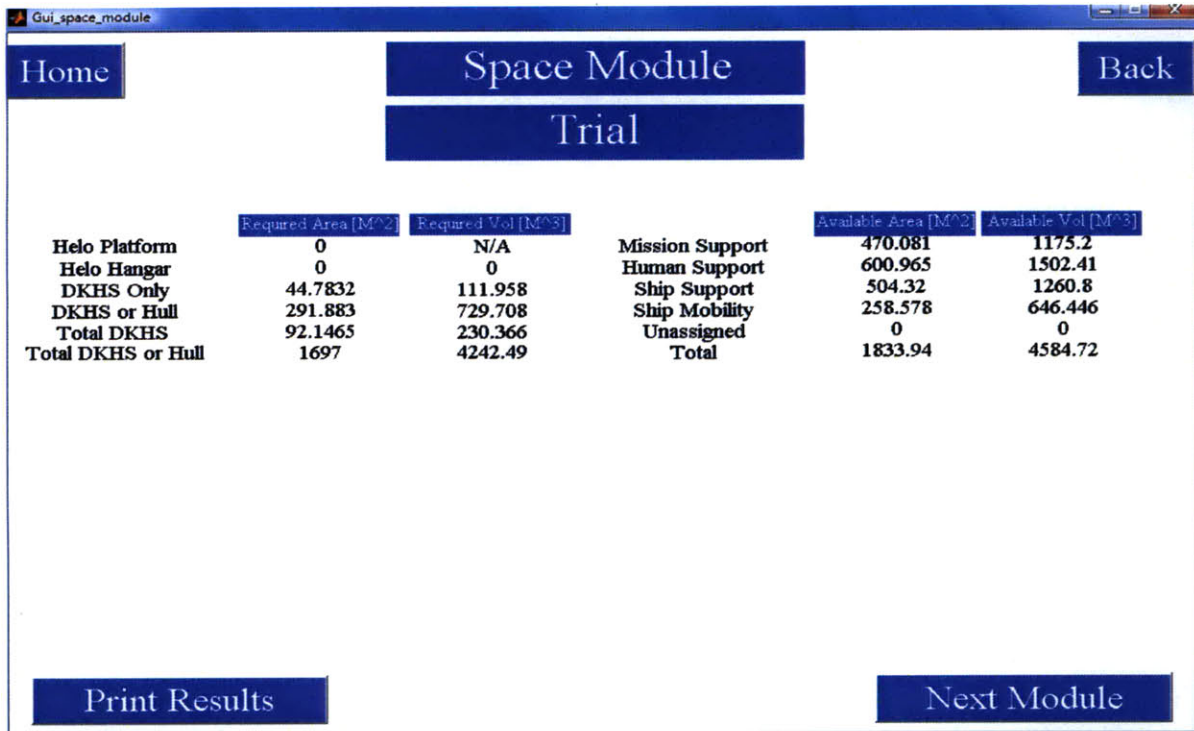 Gui_space_module
Home Space Module Back
Trial
Required Area [M^2] Required Vol [M^3] Available Area [M^2] Available Vol [M^3]
Helo Platform 0 N/A Mission Support 470.081 1175.2
Helo Hangar 0 0 Human Support 600.965 1502.41
DKHS Only 44.7832 111.958 Ship Support 504.32 1260.8
DKHS or Hull 291.883 729.708 Ship Mobility 258.578 646.446
Total DKHS 92.1465 230.366 Unassigned 0 0
Total DKHS or Hull 1697 4242.49 Total 1833.94 4584.72
Print Results Next Module